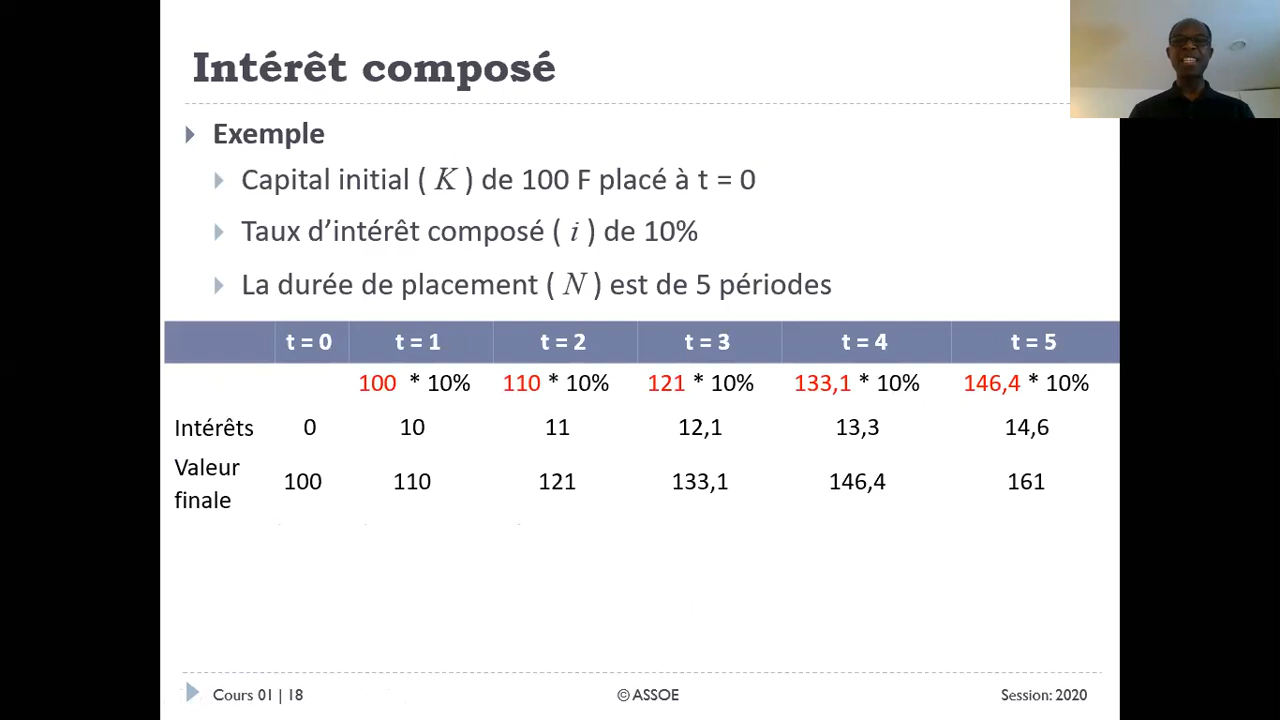 Intérêt composé
Exemple
Capital initial ( K ) de 100 F placé à t = 0
Taux d’intérêt composé ( i ) de 10%
La durée de placement ( N ) est de 5 périodes
t = 0 t = 1 t = 2 t = 3 t = 4 t = 5
100 * 10% 110 * 10% 121 * 10% 133,1 * 10% 146,4 * 10%
Intérêts 0 10 11 12,1 13,3 14,6
Valeur
finale 100 110 121 133,1 146,4 161
Cours 01 | 18 © ASSOE Session: 2020